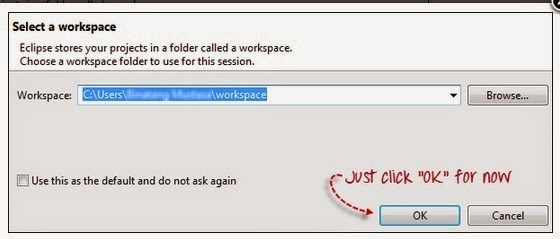 Select a workspace
Eclipse stores your projects in a folder called a workspace.
Choose a workspace folder to use for this session.
Workspace: C:\Users\ \workspace Browse...
Use this as the default and do not ask again
Just click "OK" for now
OK Cancel